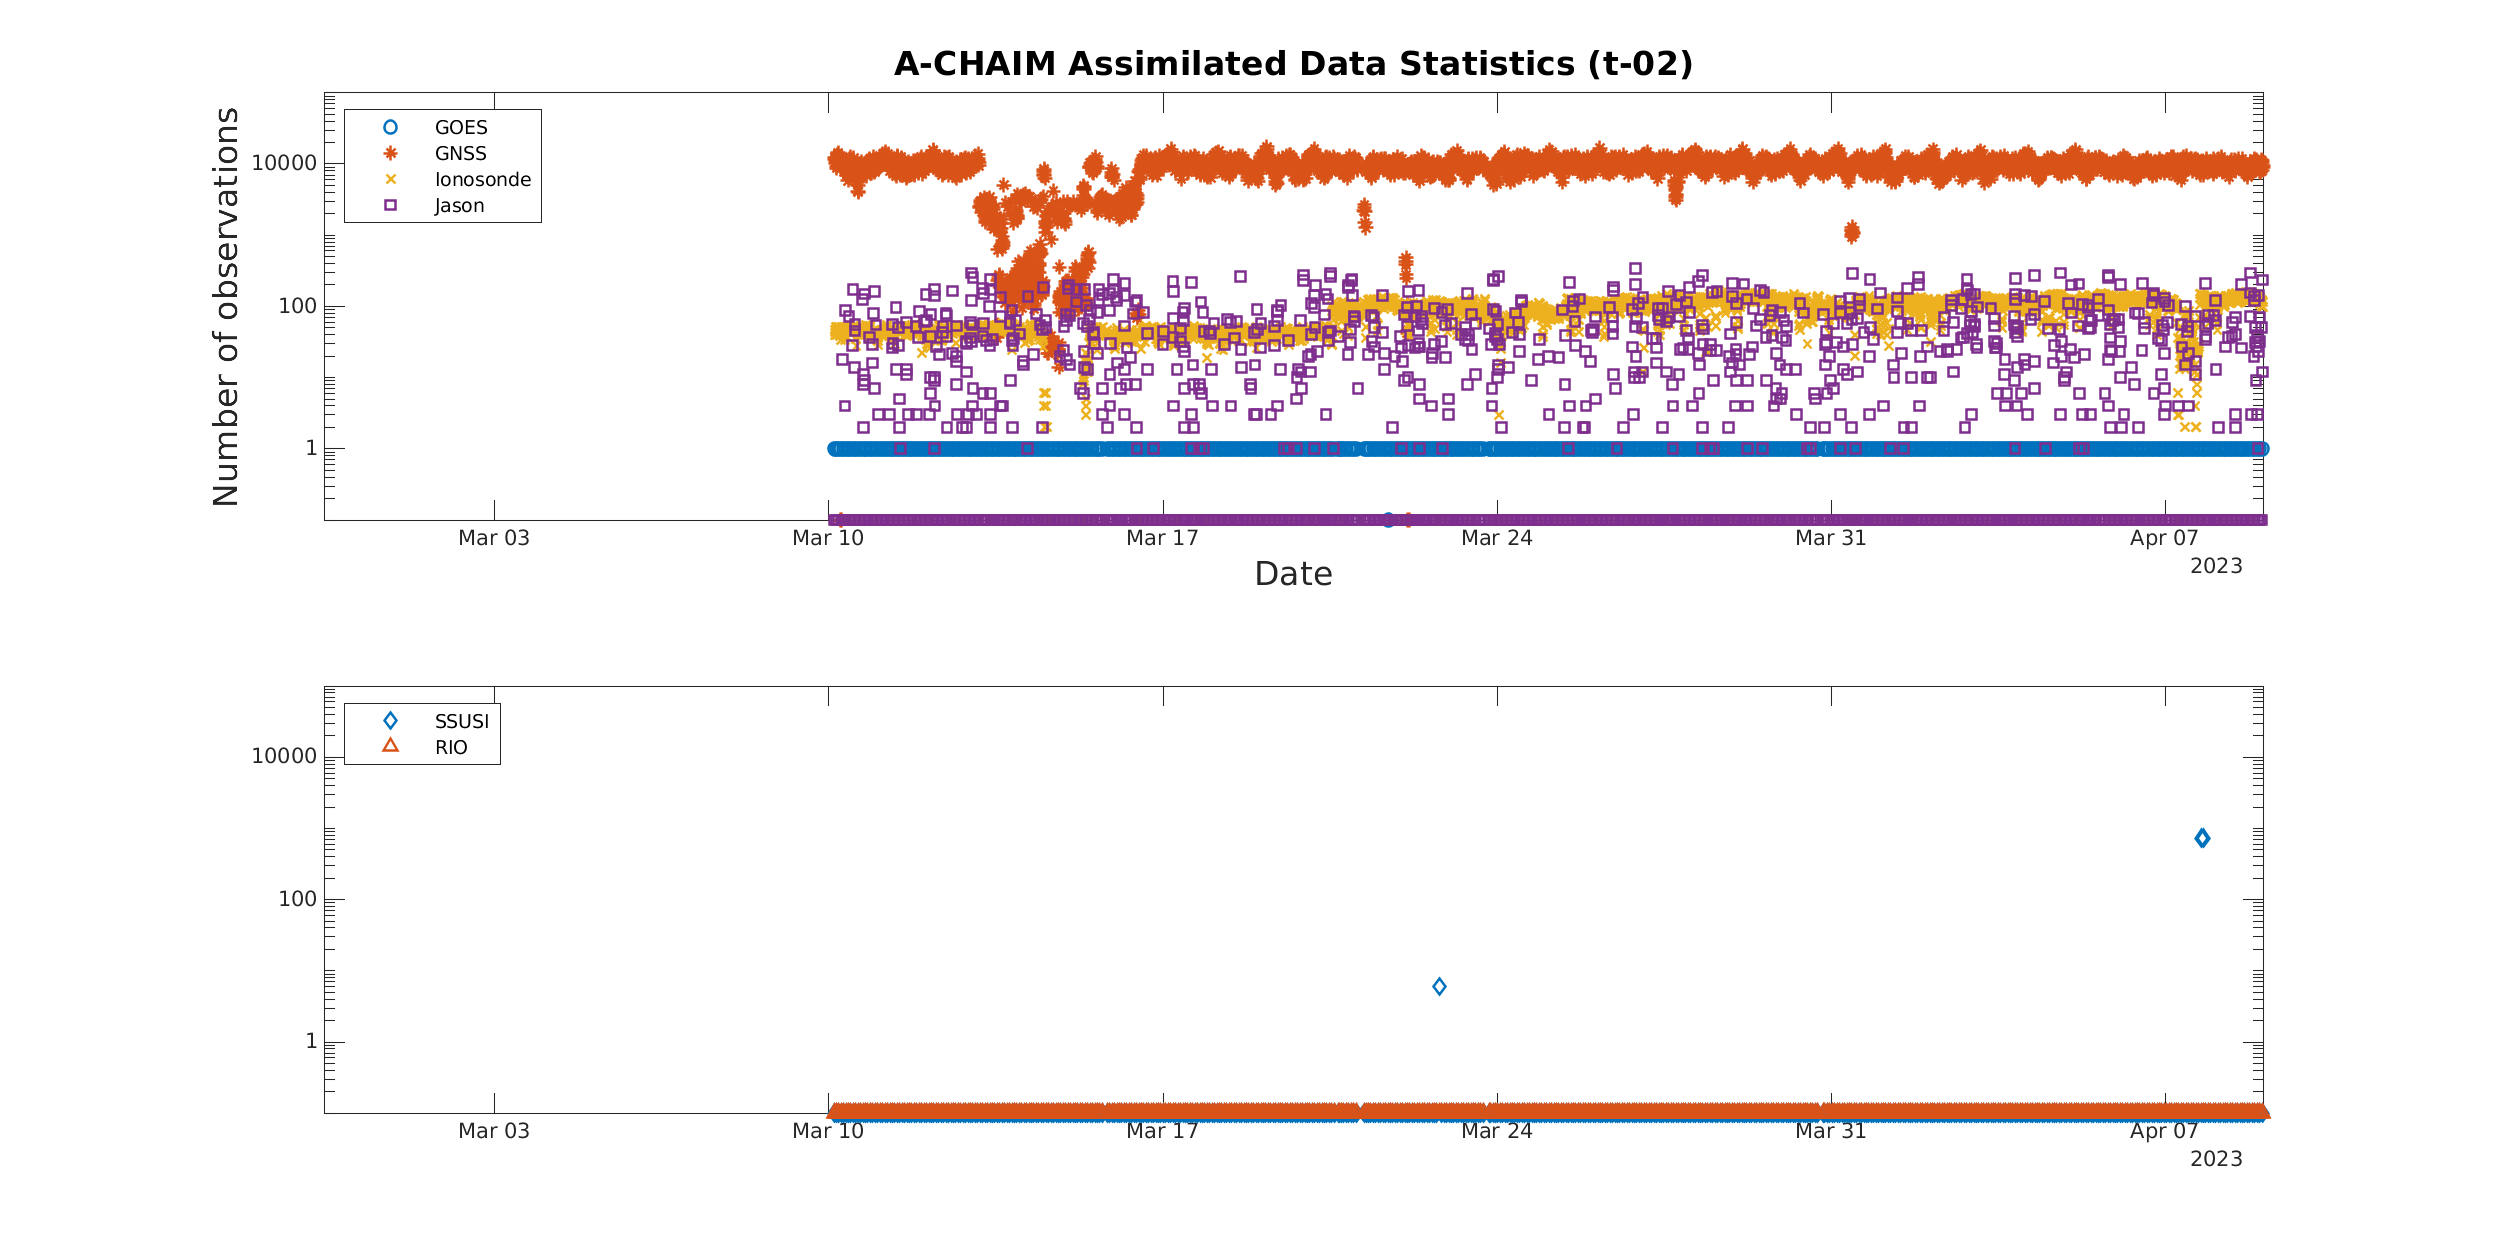 A-CHAIM Assimilated Data Statistics (t-02)
GOES
GNSS
Ionosonde
Jason
Number of observations
10000
100
1
Mar 03 Mar 10 Mar 17 Mar 24 Mar 31 Apr 07
2023
Date
SSUSI
RIO
10000
100
1
Mar 03 Mar 10 Mar 17 Mar 24 Mar 31 Apr 07
2023